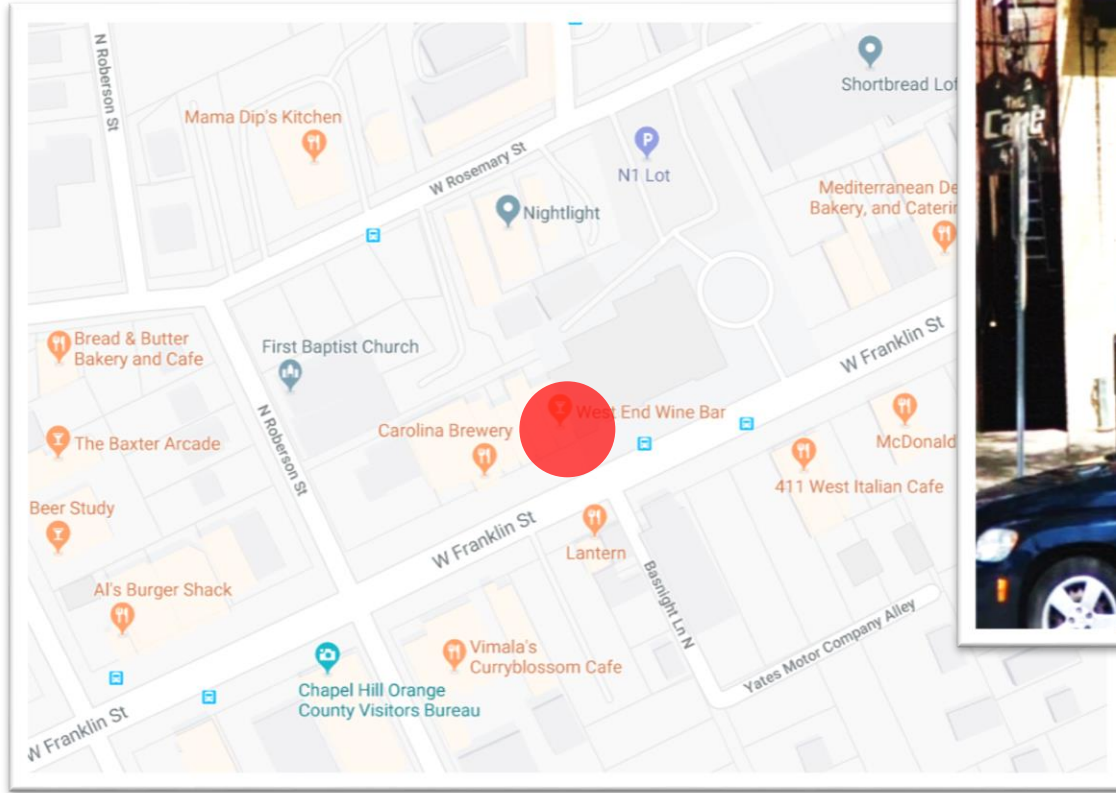 N Roberson St
Mama Dip's Kitchen
W Rosemary St
Shortbread Lot
P
N1 Lot
Nightlight
Mediterranean De
Bakery, and Caterin
THE
Cave
Bread & Butter
Bakery and Cafe
First Baptist Church
W Franklin St
West End Wine Bar
The Baxter Arcade
N Roberson St
Carolina Brewery
McDonald
411 West Italian Cafe
Beer Study
W Franklin St
Lantern
Al's Burger Shack
Basnight Ln N
Vimala's
Curryblossom Cafe
Yates Motor Company Alley
Chapel Hill Orange
County Visitors Bureau
W Franklin St